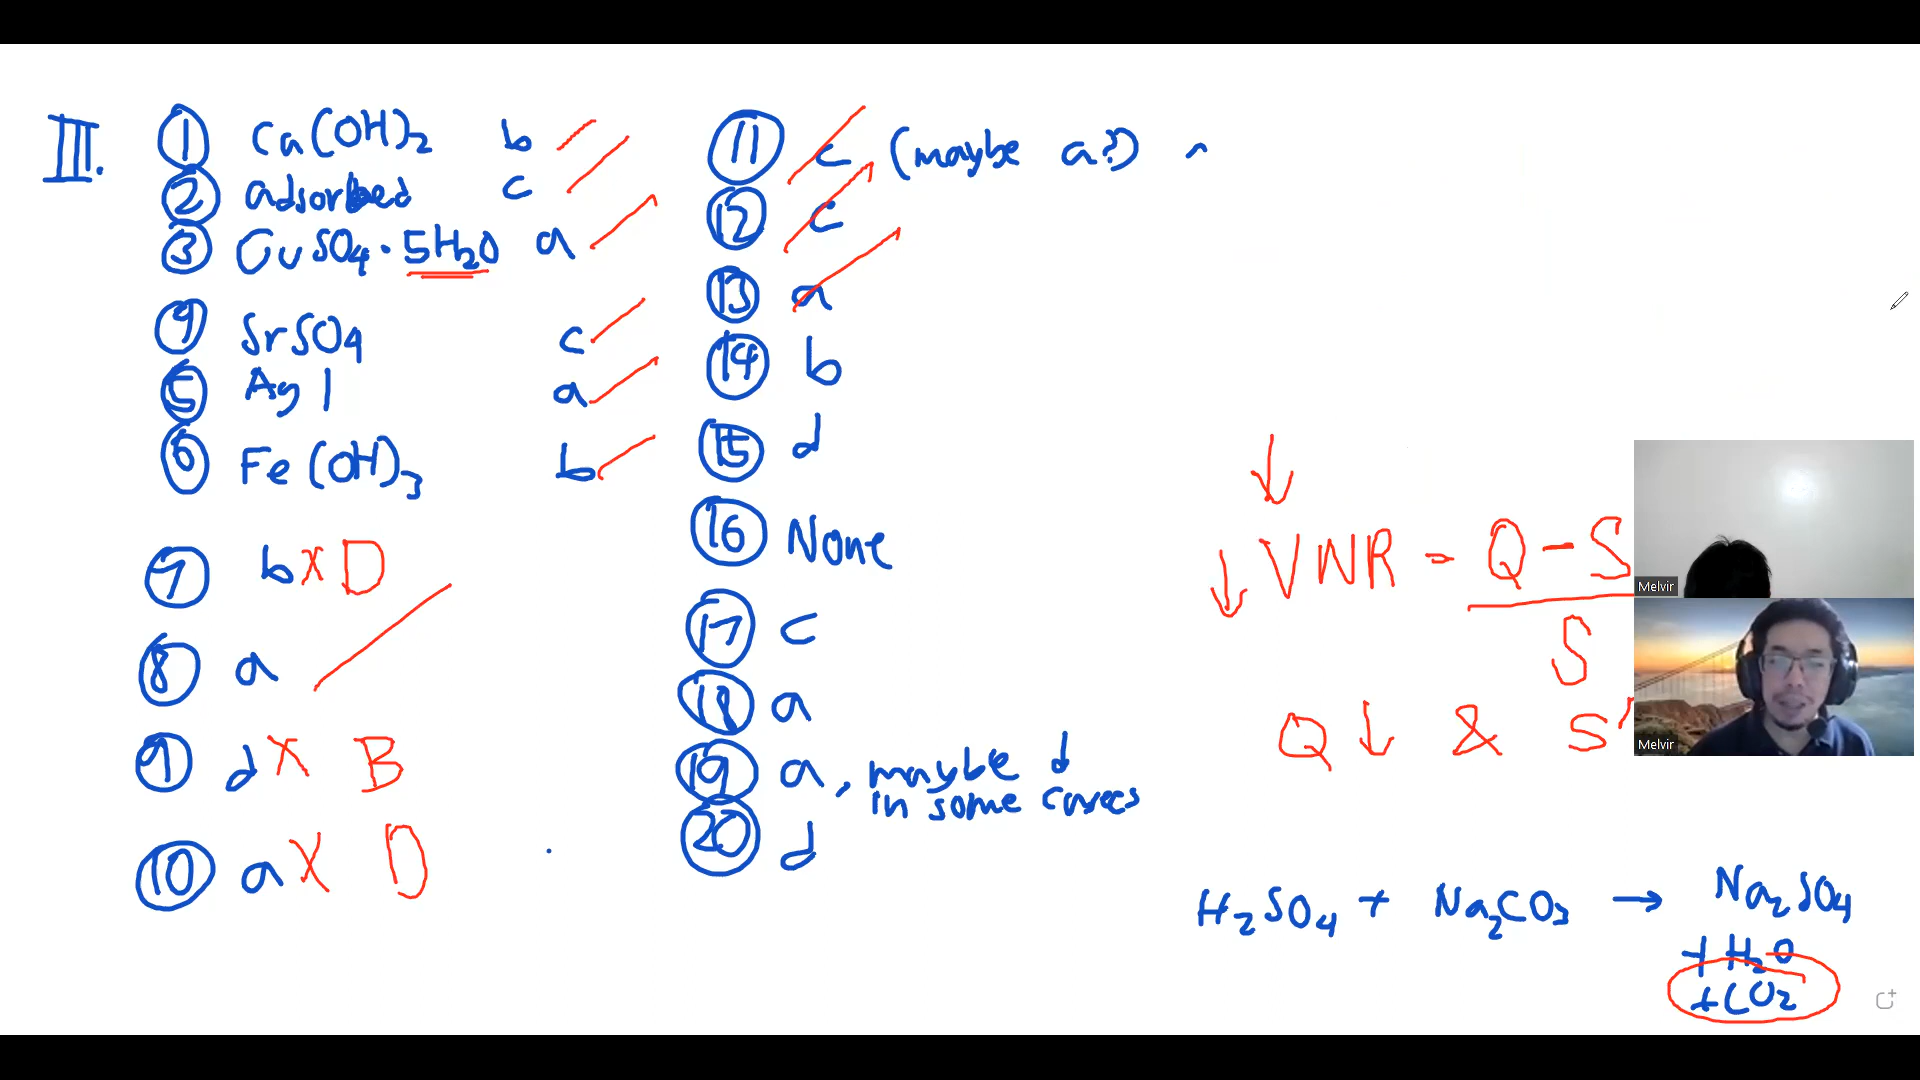 III.
① Ca(OH)₂ b
② adsorbed c
③ CuSO₄ · 5H₂O a
④ SrSO₄ c
⑤ AgI a
⑥ Fe(OH)₃ b
⑦ b X D
⑧ a
⑨ d X B
⑩ a X D
⑪ c (maybe a?)
⑫ c
⑬ a
⑭ b
⑮ d
⑯ None
⑰ c
⑱ a
⑲ a, maybe d
in some cases
⑳ d
↓
↓ VNR = Q - S
S
Q ↓ & S
H₂SO₄ + Na₂CO₃ → Na₂SO₄
+ H₂O
+ CO₂
Melvir
Melvir